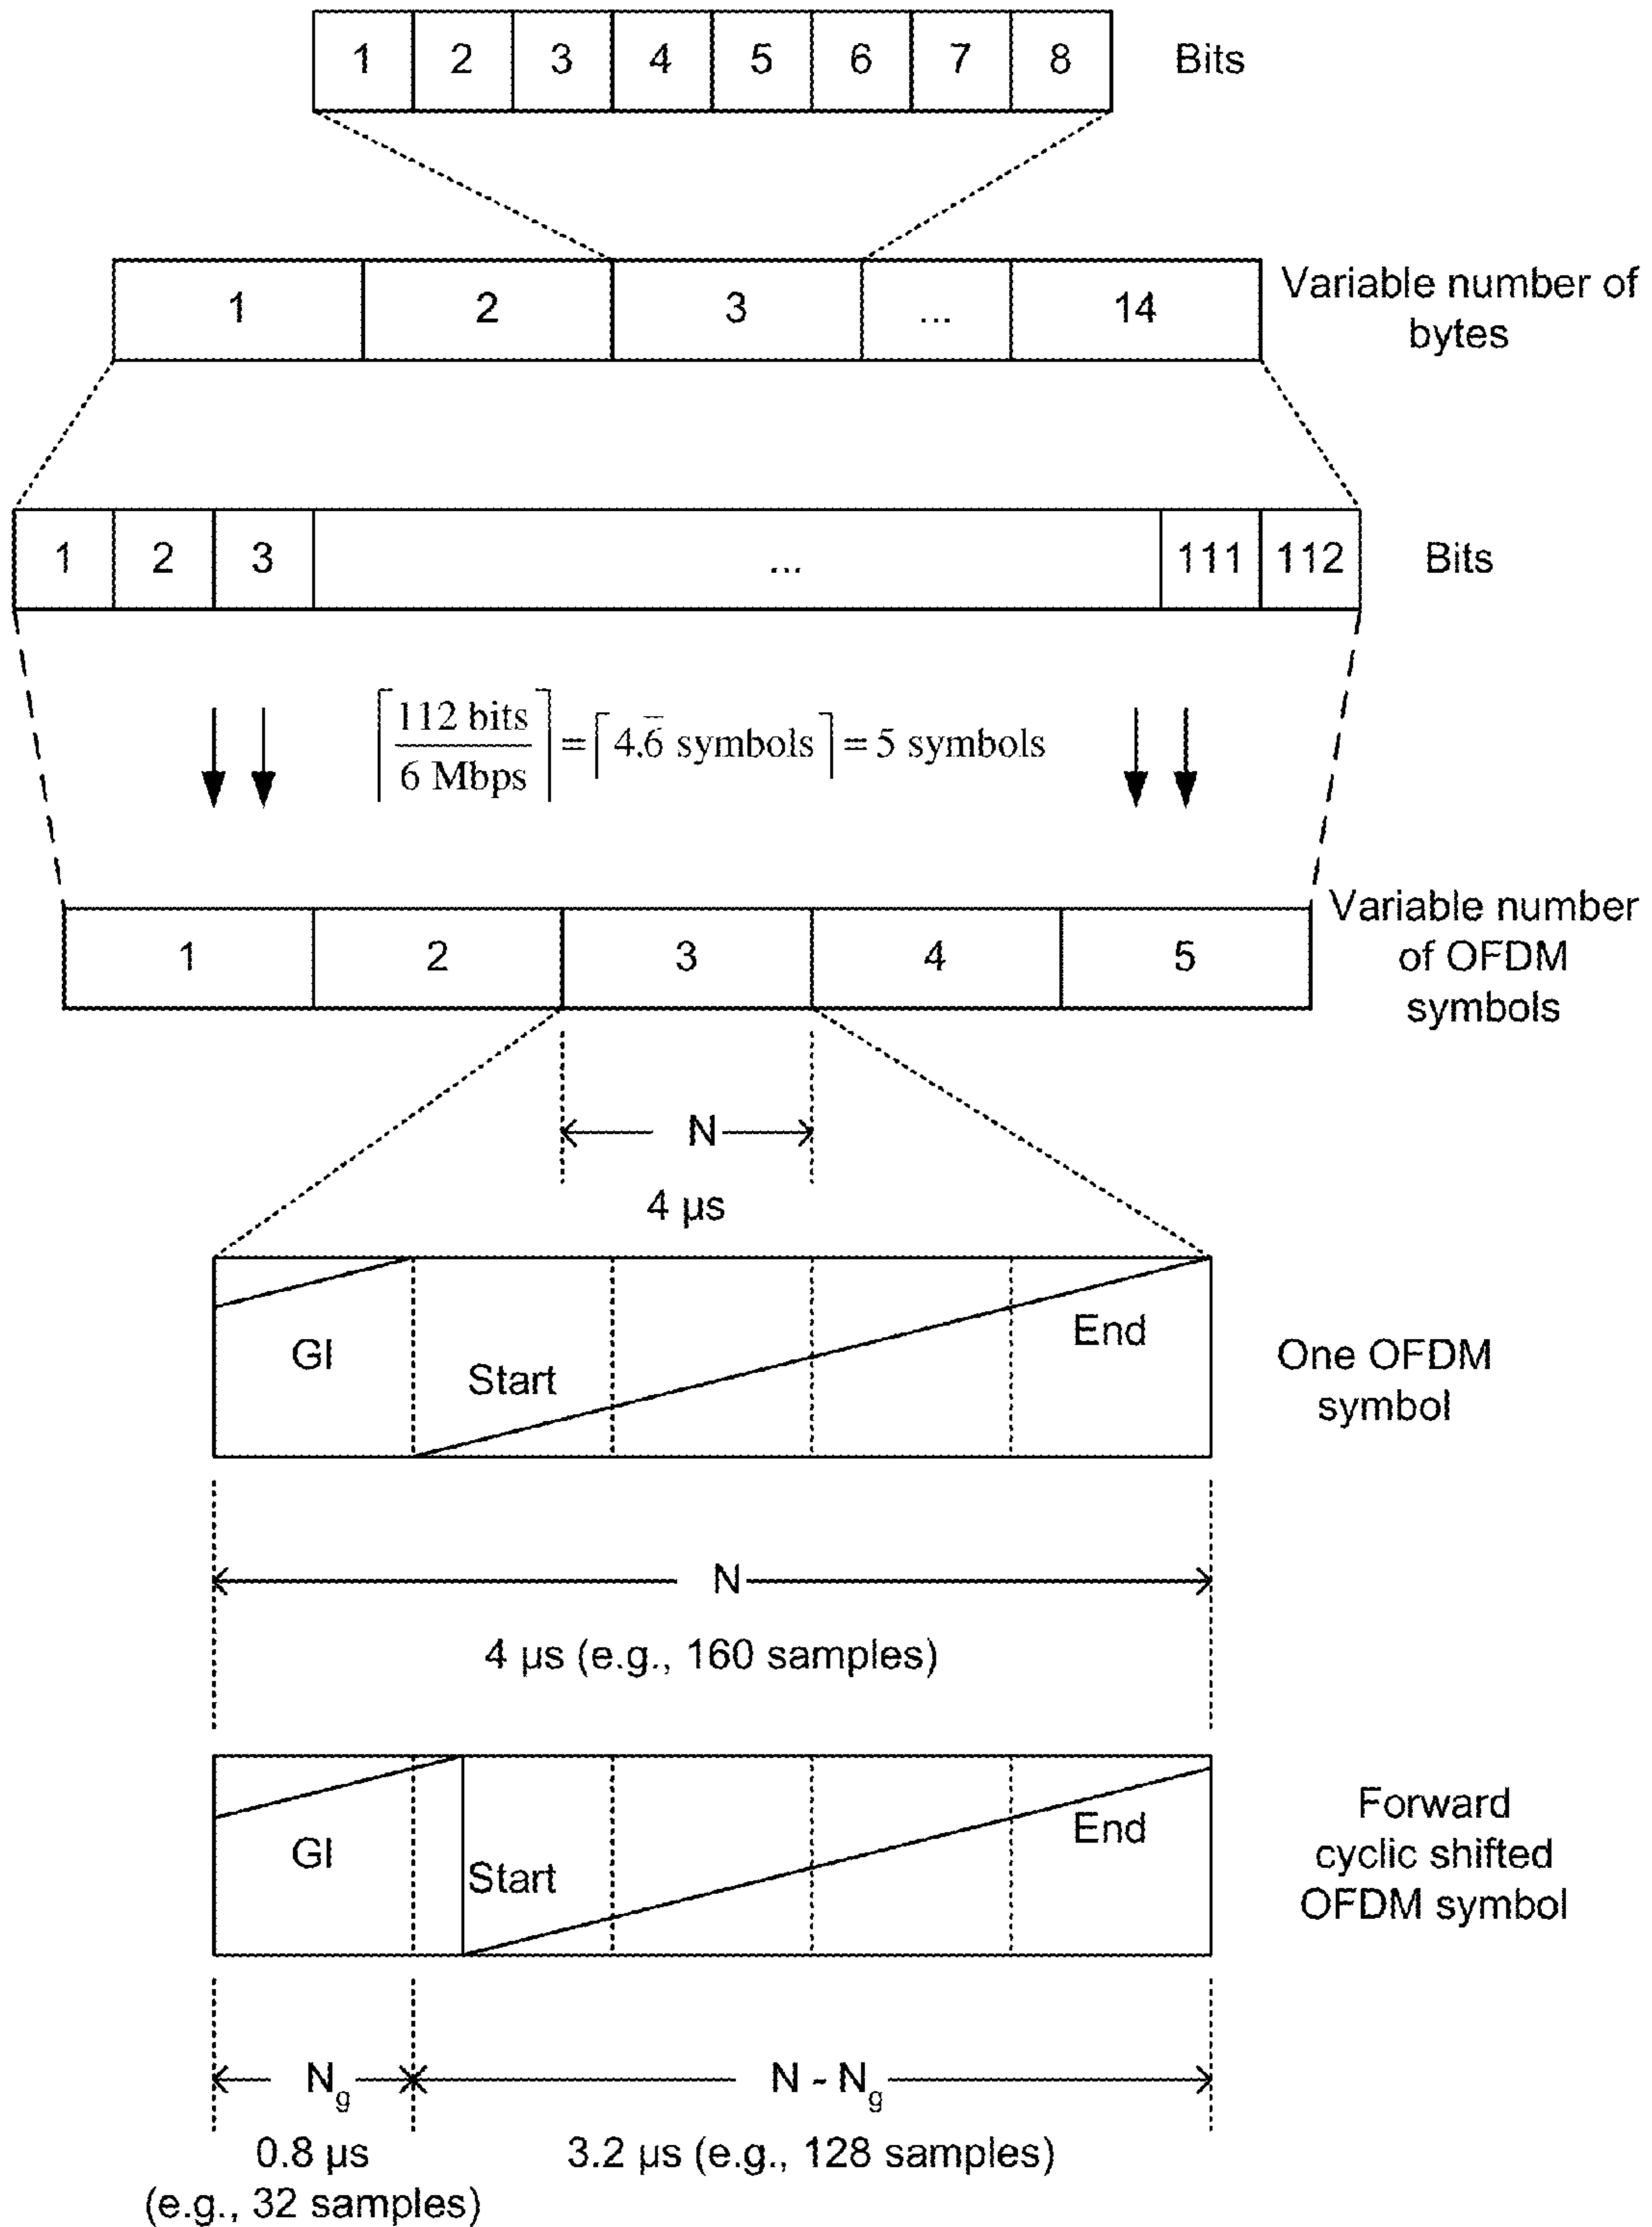 1 2 3 4 5 6 7 8 Bits
1 2 3 ... 14 Variable number of
bytes
1 2 3 ... 111 112 Bits
⌈112 bits / 6 Mbps⌉ = ⌈4.6̅ symbols⌉ = 5 symbols
1 2 3 4 5 Variable number
of OFDM
symbols
N
4 µs
GI Start End One OFDM
symbol
N
4 µs (e.g., 160 samples)
GI Start End Forward
cyclic shifted
OFDM symbol
N_g N - N_g
0.8 µs 3.2 µs (e.g., 128 samples)
(e.g., 32 samples)